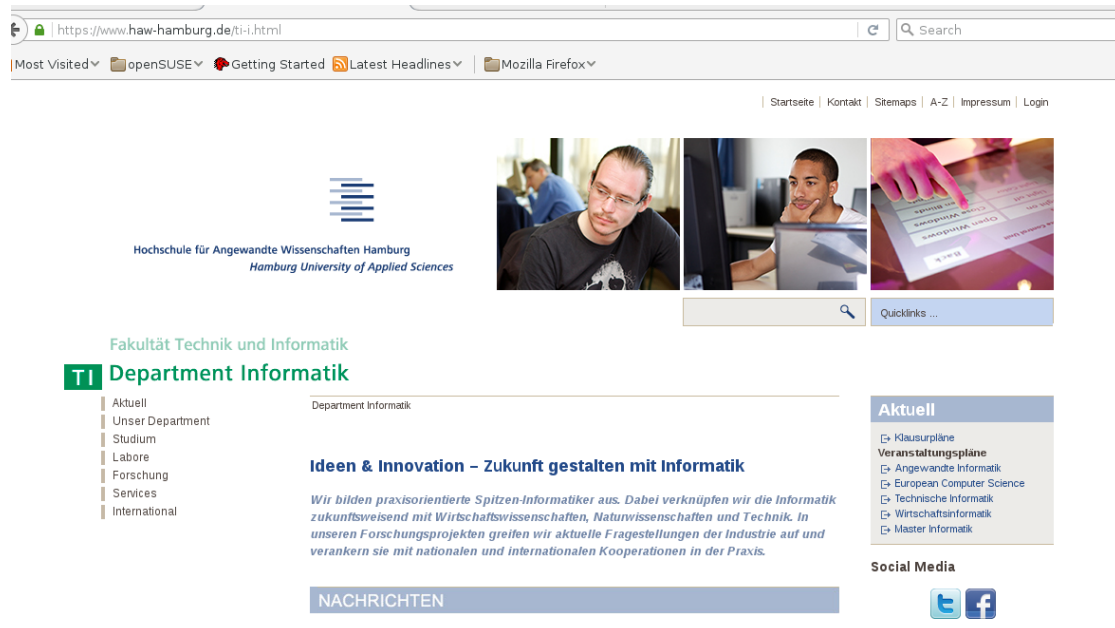 https://www.haw-hamburg.de/ti-i.html
Search
Most Visited openSUSE Getting Started Latest Headlines Mozilla Firefox
Startseite Kontakt Sitemaps A-Z Impressum Login
Hochschule für Angewandte Wissenschaften Hamburg
Hamburg University of Applied Sciences
Close Windows
Open Windows
Back
Quicklinks ...
Fakultät Technik und Informatik
TI Department Informatik
Aktuell
Unser Department
Studium
Labore
Forschung
Services
International
Department Informatik
Ideen & Innovation – Zukunft gestalten mit Informatik
Wir bilden praxisorientierte Spitzen-Informatiker aus. Dabei verknüpfen wir die Informatik
zukunftsweisend mit Wirtschaftswissenschaften, Naturwissenschaften und Technik. In
unseren Forschungsprojekten greifen wir aktuelle Fragestellungen der Industrie auf und
verankern sie mit nationalen und internationalen Kooperationen in der Praxis.
NACHRICHTEN
Aktuell
Klausurpläne
Veranstaltungspläne
Angewandte Informatik
European Computer Science
Technische Informatik
Wirtschaftsinformatik
Master Informatik
Social Media